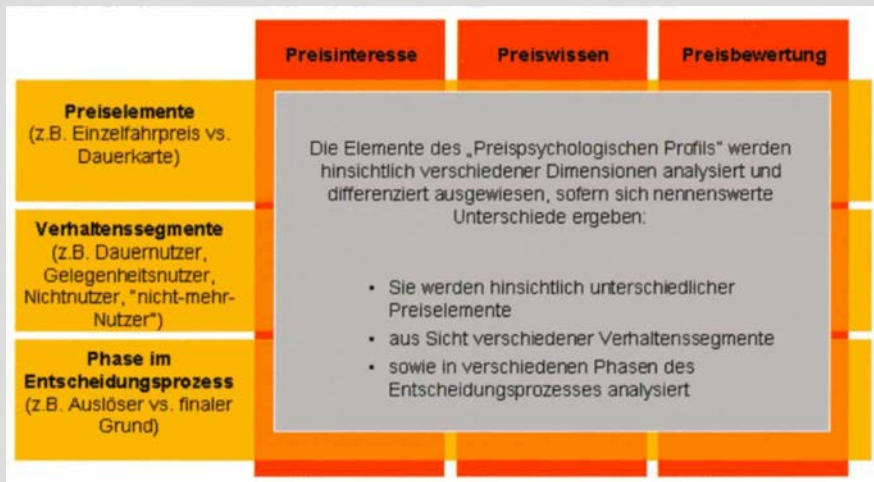 Preisinteresse Preiswissen Preisbewertung
Preiselemente
(z.B. Einzelfahrpreis vs.
Dauerkarte)
Verhaltenssegmente
(z.B. Dauernutzer,
Gelegenheitsnutzer,
Nichtnutzer, "nicht-mehr-
Nutzer")
Phase im
Entscheidungsprozess
(z.B. Auslöser vs. finaler
Grund)
Die Elemente des „Preispsychologischen Profils“ werden
hinsichtlich verschiedener Dimensionen analysiert und
differenziert ausgewiesen, sofern sich nennenswerte
Unterschiede ergeben:
• Sie werden hinsichtlich unterschiedlicher
Preiselemente
• aus Sicht verschiedener Verhaltenssegmente
• sowie in verschiedenen Phasen des
Entscheidungsprozesses analysiert